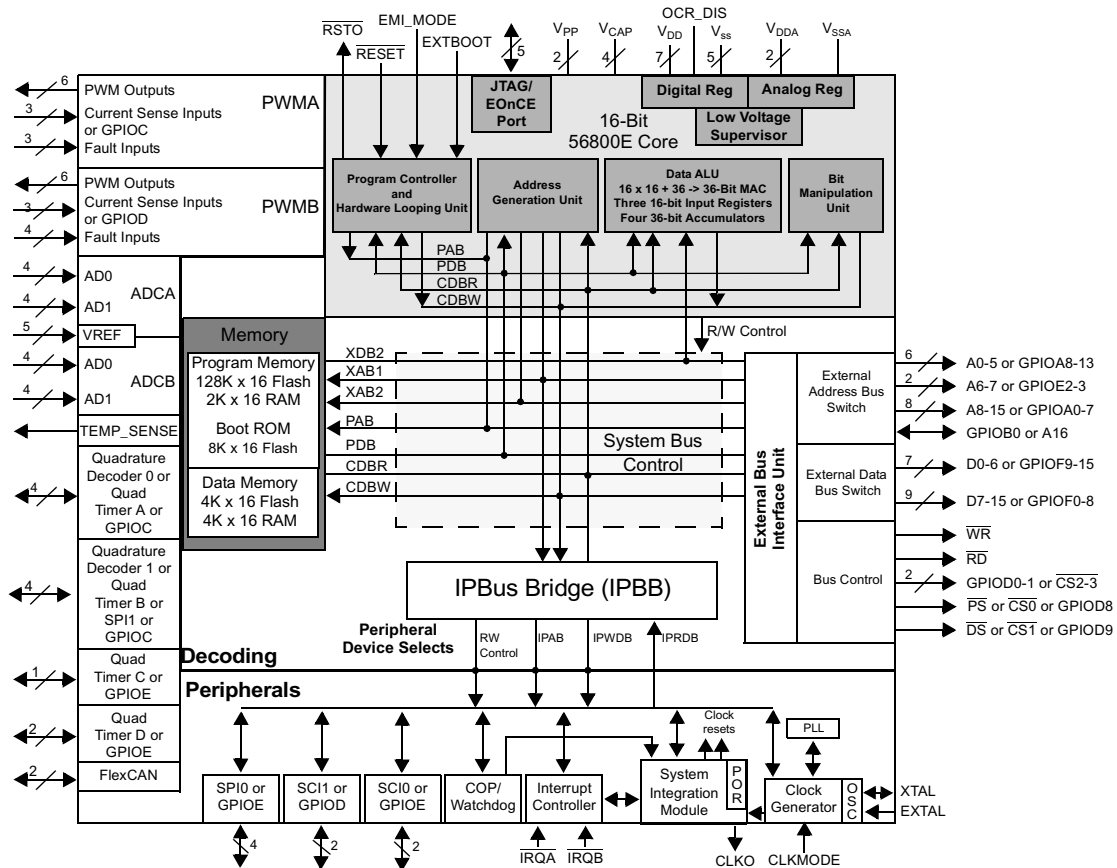 RSTO
EMI_MODE
RESET
EXTBOOT
5
VPP
2
VCAP
4
VDD
7
OCR_DIS
Vss
5
VDDA
2
VSSA
JTAG/
EOnCE
Port
Digital Reg
Analog Reg
Low Voltage
Supervisor
16-Bit
56800E Core
Program Controller
and
Hardware Looping Unit
Address
Generation Unit
Data ALU
16 x 16 + 36 -> 36-Bit MAC
Three 16-bit Input Registers
Four 36-bit Accumulators
Bit
Manipulation
Unit
PAB
PDB
CDBR
CDBW
R/W Control
6
PWM Outputs
PWMA
3
Current Sense Inputs
or GPIOC
3
Fault Inputs
6
PWM Outputs
PWMB
3
Current Sense Inputs
or GPIOD
4
Fault Inputs
4
AD0
ADCA
4
AD1
5
VREF
4
AD0
ADCB
4
AD1
TEMP_SENSE
4
Quadrature
Decoder 0 or
Quad
Timer A or
GPIOC
4
Quadrature
Decoder 1 or
Quad
Timer B or
SPI1 or
GPIOC
1
Quad
Timer C or
GPIOE
2
Quad
Timer D or
GPIOE
2
FlexCAN
Memory
Program Memory
128K x 16 Flash
2K x 16 RAM
Boot ROM
8K x 16 Flash
Data Memory
4K x 16 Flash
4K x 16 RAM
XDB2
XAB1
XAB2
PAB
PDB
CDBR
CDBW
System Bus
Control
External Bus
Interface Unit
External
Address Bus
Switch
External Data
Bus Switch
Bus Control
6
A0-5 or GPIOA8-13
2
A6-7 or GPIOE2-3
8
A8-15 or GPIOA0-7
GPIOB0 or A16
7
D0-6 or GPIOF9-15
9
D7-15 or GPIOF0-8
WR
RD
2
GPIOD0-1 or CS2-3
PS or CS0 or GPIOD8
DS or CS1 or GPIOD9
IPBus Bridge (IPBB)
Peripheral
Device Selects
RW
Control
IPAB
IPWDB
IPRDB
Decoding
Peripherals
Clock
resets
PLL
SPI0 or
GPIOE
SCI1 or
GPIOD
SCI0 or
GPIOE
COP/
Watchdog
Interrupt
Controller
System
Integration
Module
POR
Clock
Generator
OSC
XTAL
EXTAL
4
2
2
IRQA
IRQB
CLKO
CLKMODE